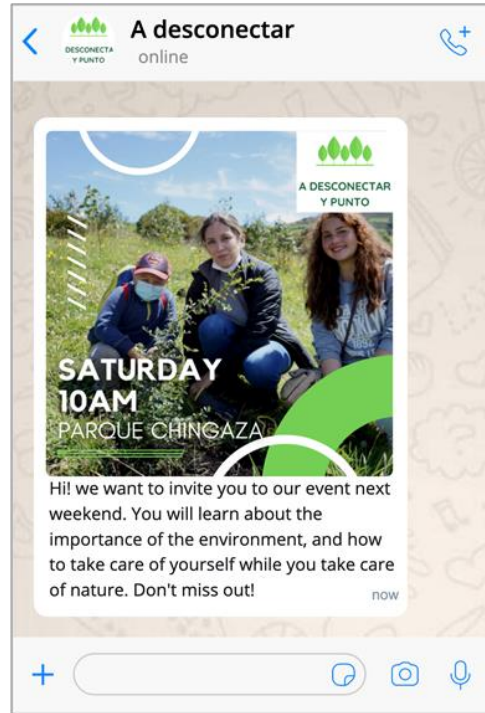 A desconectar
online
DESCONECTA
Y PUNTO
A DESCONECTAR
Y PUNTO
SATURDAY
10AM
PARQUE CHINGAZA
Hi! we want to invite you to our event next
weekend. You will learn about the
importance of the environment, and how
to take care of yourself while you take care
of nature. Don't miss out!
now